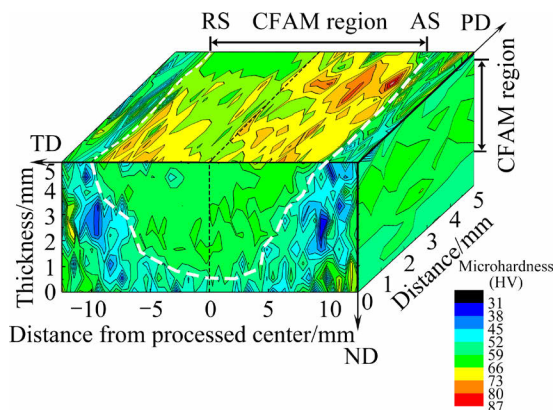 RS CFAM region AS PD
CFAM region
TD
5
4
3
2
1
0
Thickness/mm
−10 −5 0 5 10
Distance from processed center/mm
ND
0 1 2 3 4 5
Distance/mm
Microhardness
(HV)
31
38
45
52
59
66
73
80
87